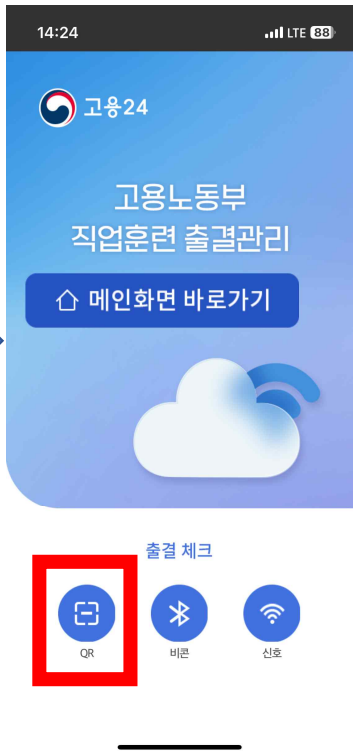 14:24
LTE 88
고용24
고용노동부
직업훈련 출결관리
메인화면 바로가기
출결 체크
QR
비콘
신호